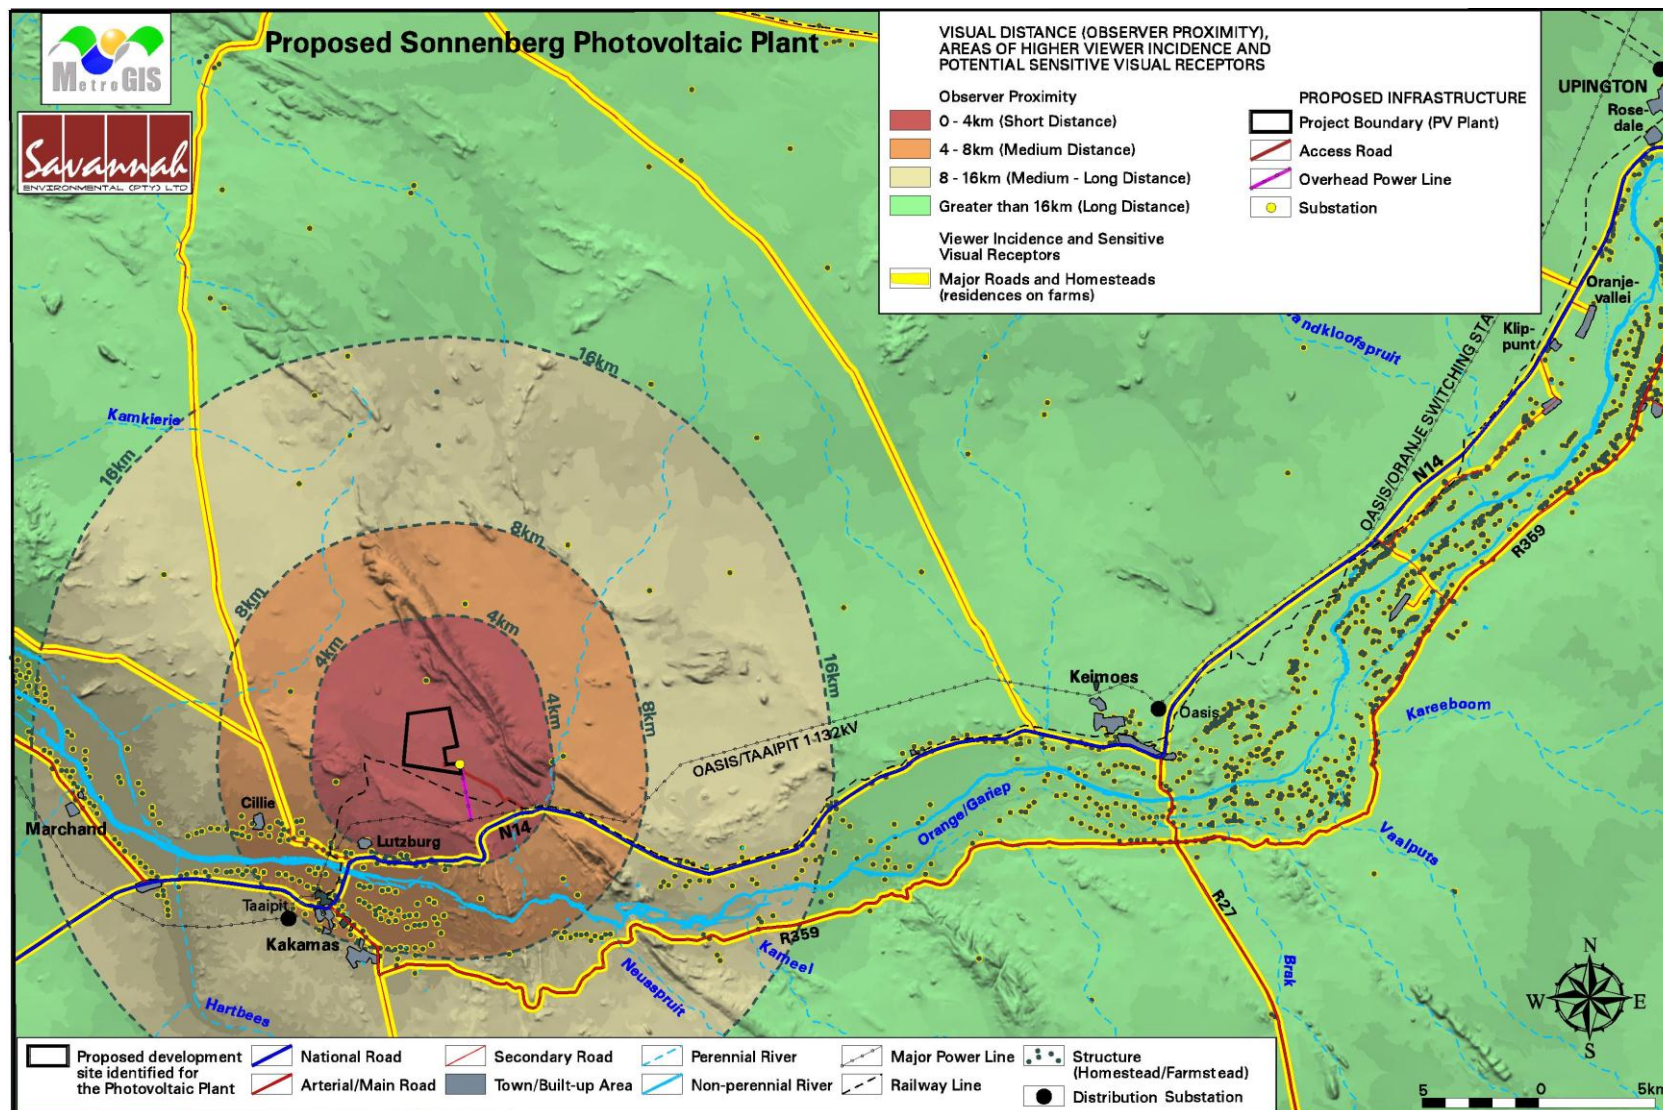 MetroGIS
Savannah
ENVIRONMENTAL (PTY) LTD
Proposed Sonnenberg Photovoltaic Plant
VISUAL DISTANCE (OBSERVER PROXIMITY),
AREAS OF HIGHER VIEWER INCIDENCE AND
POTENTIAL SENSITIVE VISUAL RECEPTORS
Observer Proximity
0 - 4km (Short Distance)
4 - 8km (Medium Distance)
8 - 16km (Medium - Long Distance)
Greater than 16km (Long Distance)
Viewer Incidence and Sensitive
Visual Receptors
Major Roads and Homesteads
(residences on farms)
PROPOSED INFRASTRUCTURE
Project Boundary (PV Plant)
Access Road
Overhead Power Line
Substation
UPINGTON
Rose-
dale
Oranje-
vallei
Klip-
punt
andkloofspruit
OASIS/ORANJE SWITCHING STA
N14
R359
16km
Kamkierie
16km
8km
8km
4km
4km
4km
8km
16km
Keimoes
Oasis
Kareeboom
OASIS/TAAIPIT 1 132kV
Orange/Gariep
Vaalputs
Cillie
Marchand
Lutzburg
N14
Taaipit
Kakamas
R359
R27
Kameel
Neusspruit
Brak
Hartbees
N
W
E
S
Proposed development
site identified for
the Photovoltaic Plant
National Road
Arterial/Main Road
Secondary Road
Town/Built-up Area
Perennial River
Non-perennial River
Major Power Line
Railway Line
Structure
(Homestead/Farmstead)
Distribution Substation
5 0 5km